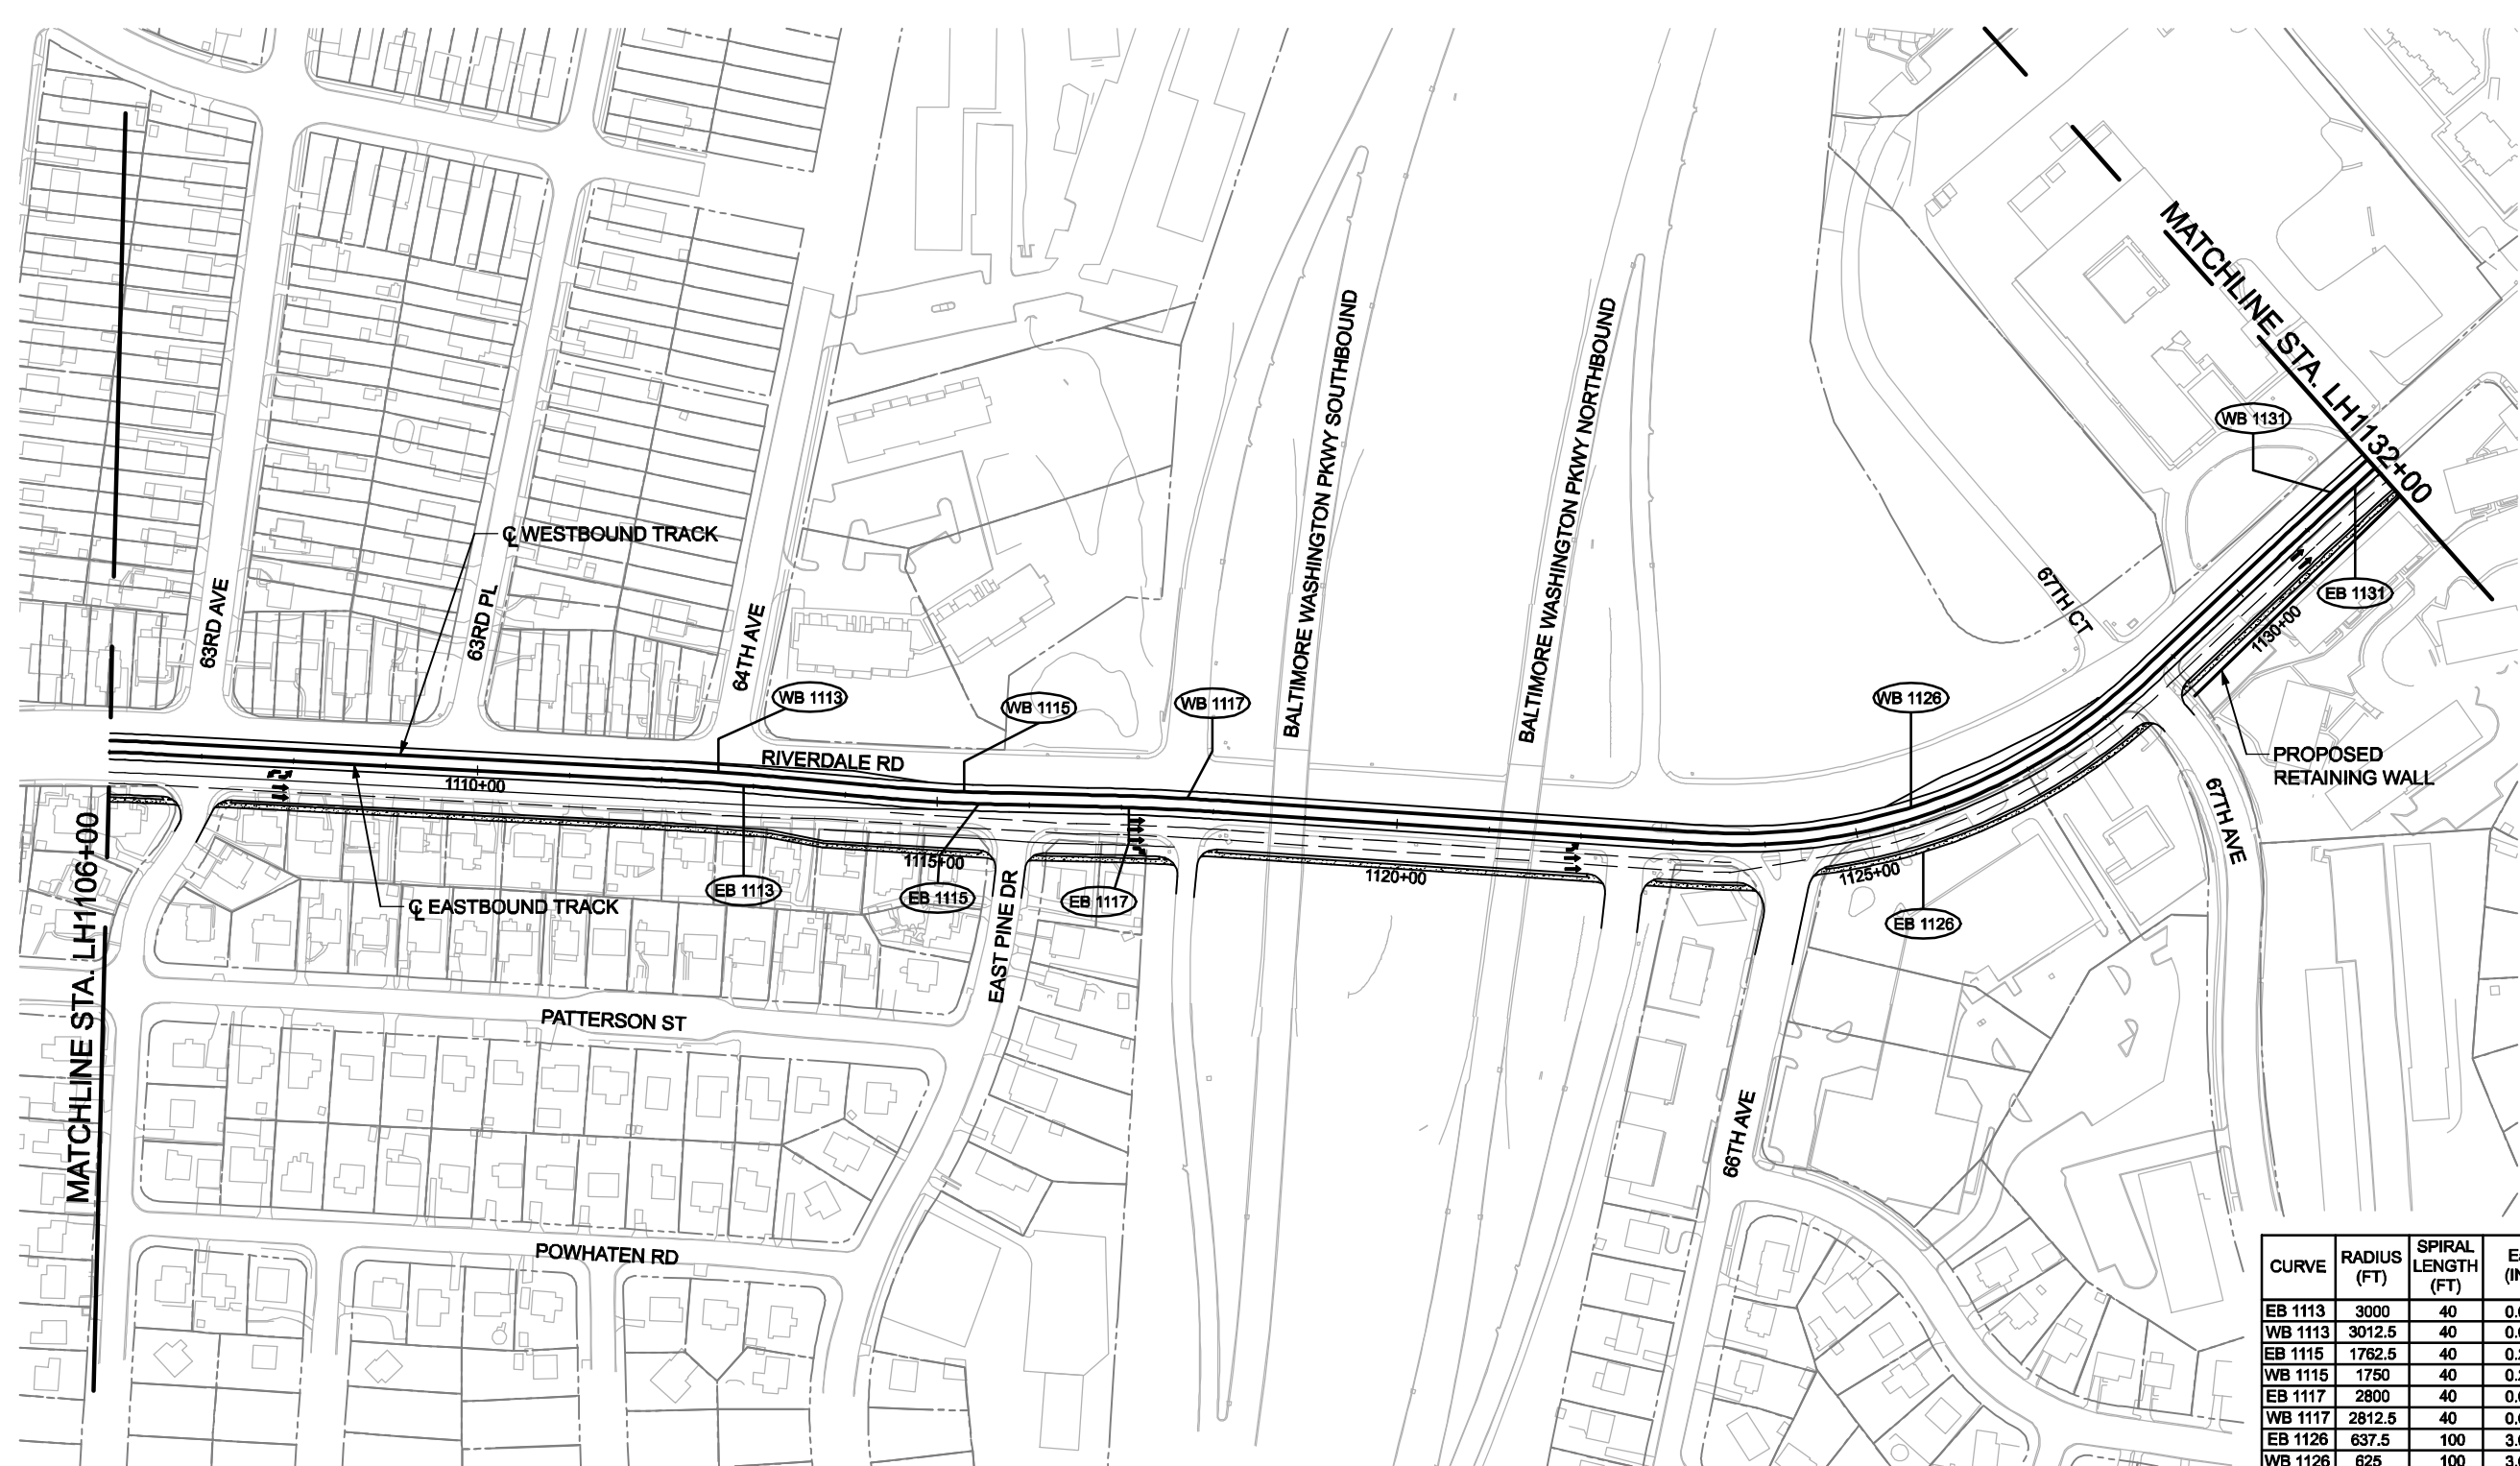 MATCHLINE STA. LH1132+00
WB 1131
BALTIMORE WASHINGTON PKWY SOUTHBOUND
BALTIMORE WASHINGTON PKWY NORTHBOUND
℄ WESTBOUND TRACK
63RD AVE
63RD PL
64TH AVE
67TH CT
EB 1131
1130+00
WB 1113
WB 1115
WB 1117
WB 1126
RIVERDALE RD
PROPOSED
RETAINING WALL
1110+00
67TH AVE
MATCHLINE STA. LH1106+00
1115+00
1120+00
1125+00
EB 1113
EB 1115
EB 1117
EB 1126
℄ EASTBOUND TRACK
EAST PINE DR
PATTERSON ST
66TH AVE
POWHATEN RD
CURVE RADIUS (FT) SPIRAL LENGTH (FT)
EB 1113 3000 40
WB 1113 3012.5 40
EB 1115 1762.5 40
WB 1115 1750 40
EB 1117 2800 40
WB 1117 2812.5 40
EB 1126 637.5 100
WB 1126 625 100